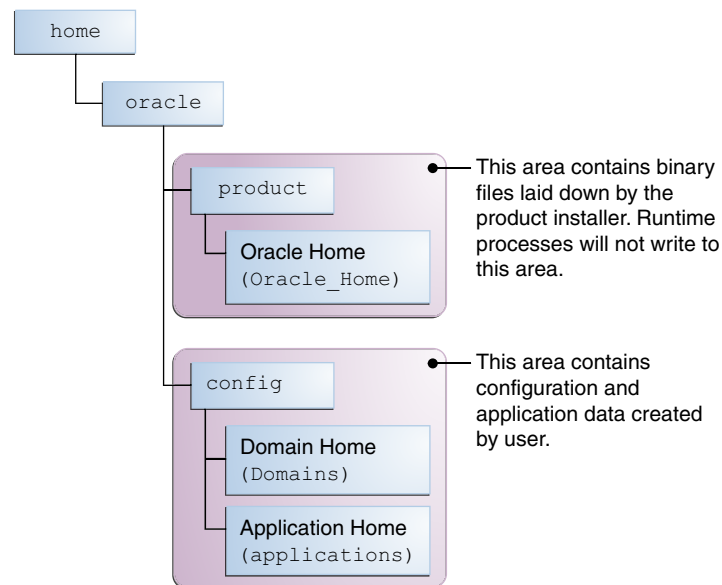 home
oracle
product
Oracle Home
(Oracle_Home)
This area contains binary
files laid down by the
product installer. Runtime
processes will not write to
this area.
config
Domain Home
(Domains)
Application Home
(applications)
This area contains
configuration and
application data created
by user.